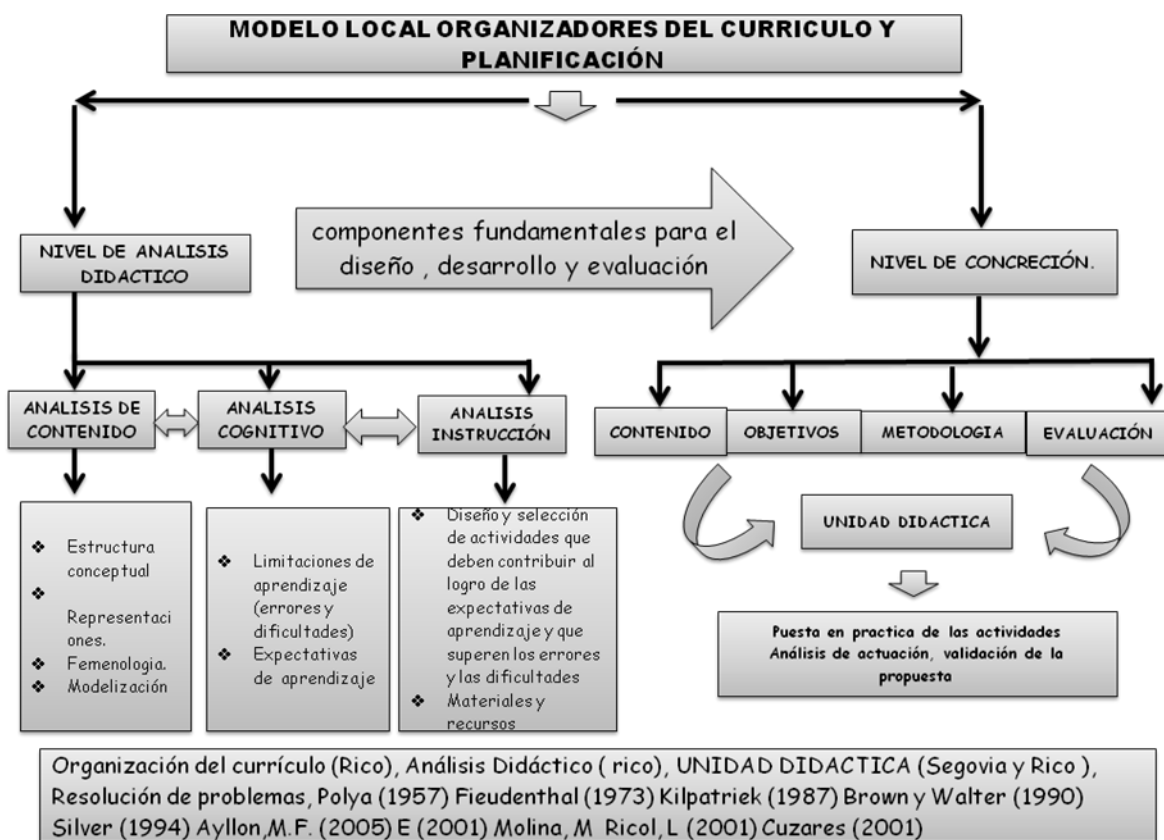 MODELO LOCAL ORGANIZADORES DEL CURRICULO Y
PLANIFICACIÓN
NIVEL DE ANALISIS
DIDACTICO
componentes fundamentales para el
diseño , desarrollo y evaluación
NIVEL DE CONCRECIÓN.
ANALISIS DE
CONTENIDO
ANALISIS
COGNITIVO
ANALISIS
INSTRUCCIÓN
CONTENIDO
OBJETIVOS
METODOLOGIA
EVALUACIÓN
❖ Estructura
conceptual
❖
Representaci
ones.
❖ Femenologia.
❖ Modelización
❖ Limitaciones de
aprendizaje
(errores y
dificultades)
❖ Expectativas
de aprendizaje
❖ Diseño y selección
de actividades que
deben contribuir al
logro de las
expectativas de
aprendizaje y que
superen los errores
y las dificultades
❖ Materiales y
recursos
UNIDAD DIDACTICA
Puesta en practica de las actividades
Análisis de actuación, validación de la
propuesta
Organización del currículo (Rico), Análisis Didáctico ( rico), UNIDAD DIDACTICA (Segovia y Rico ),
Resolución de problemas, Polya (1957) Fieudenthal (1973) Kilpatriek (1987) Brown y Walter (1990)
Silver (1994) Ayllon,M.F. (2005) E (2001) Molina, M Ricol, L (2001) Cuzares (2001)